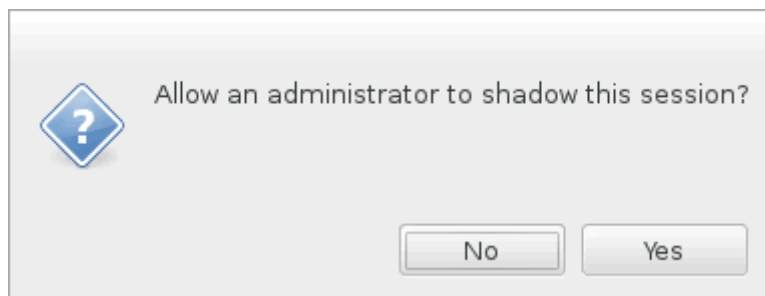 Allow an administrator to shadow this session?
No
Yes